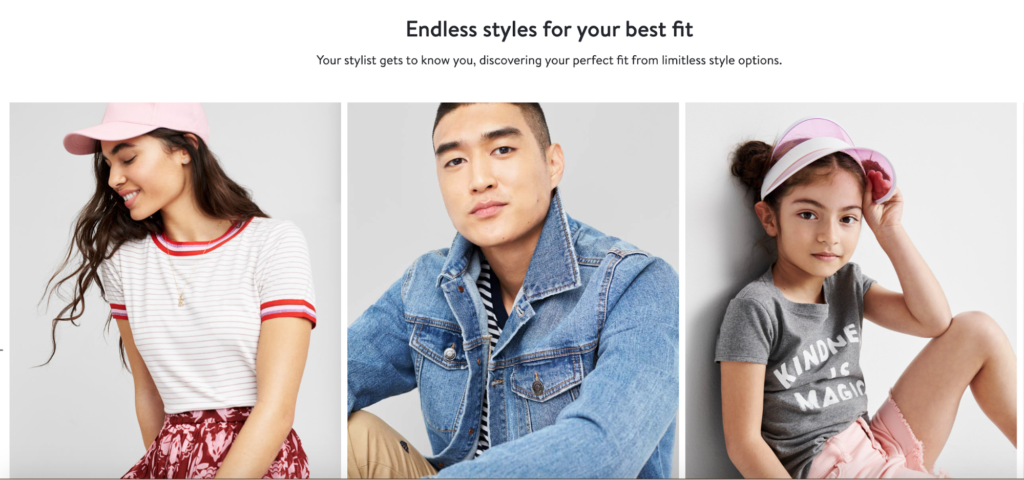 Endless styles for your best fit
Your stylist gets to know you, discovering your perfect fit from limitless style options.
KINDNE
IS
MAGIC